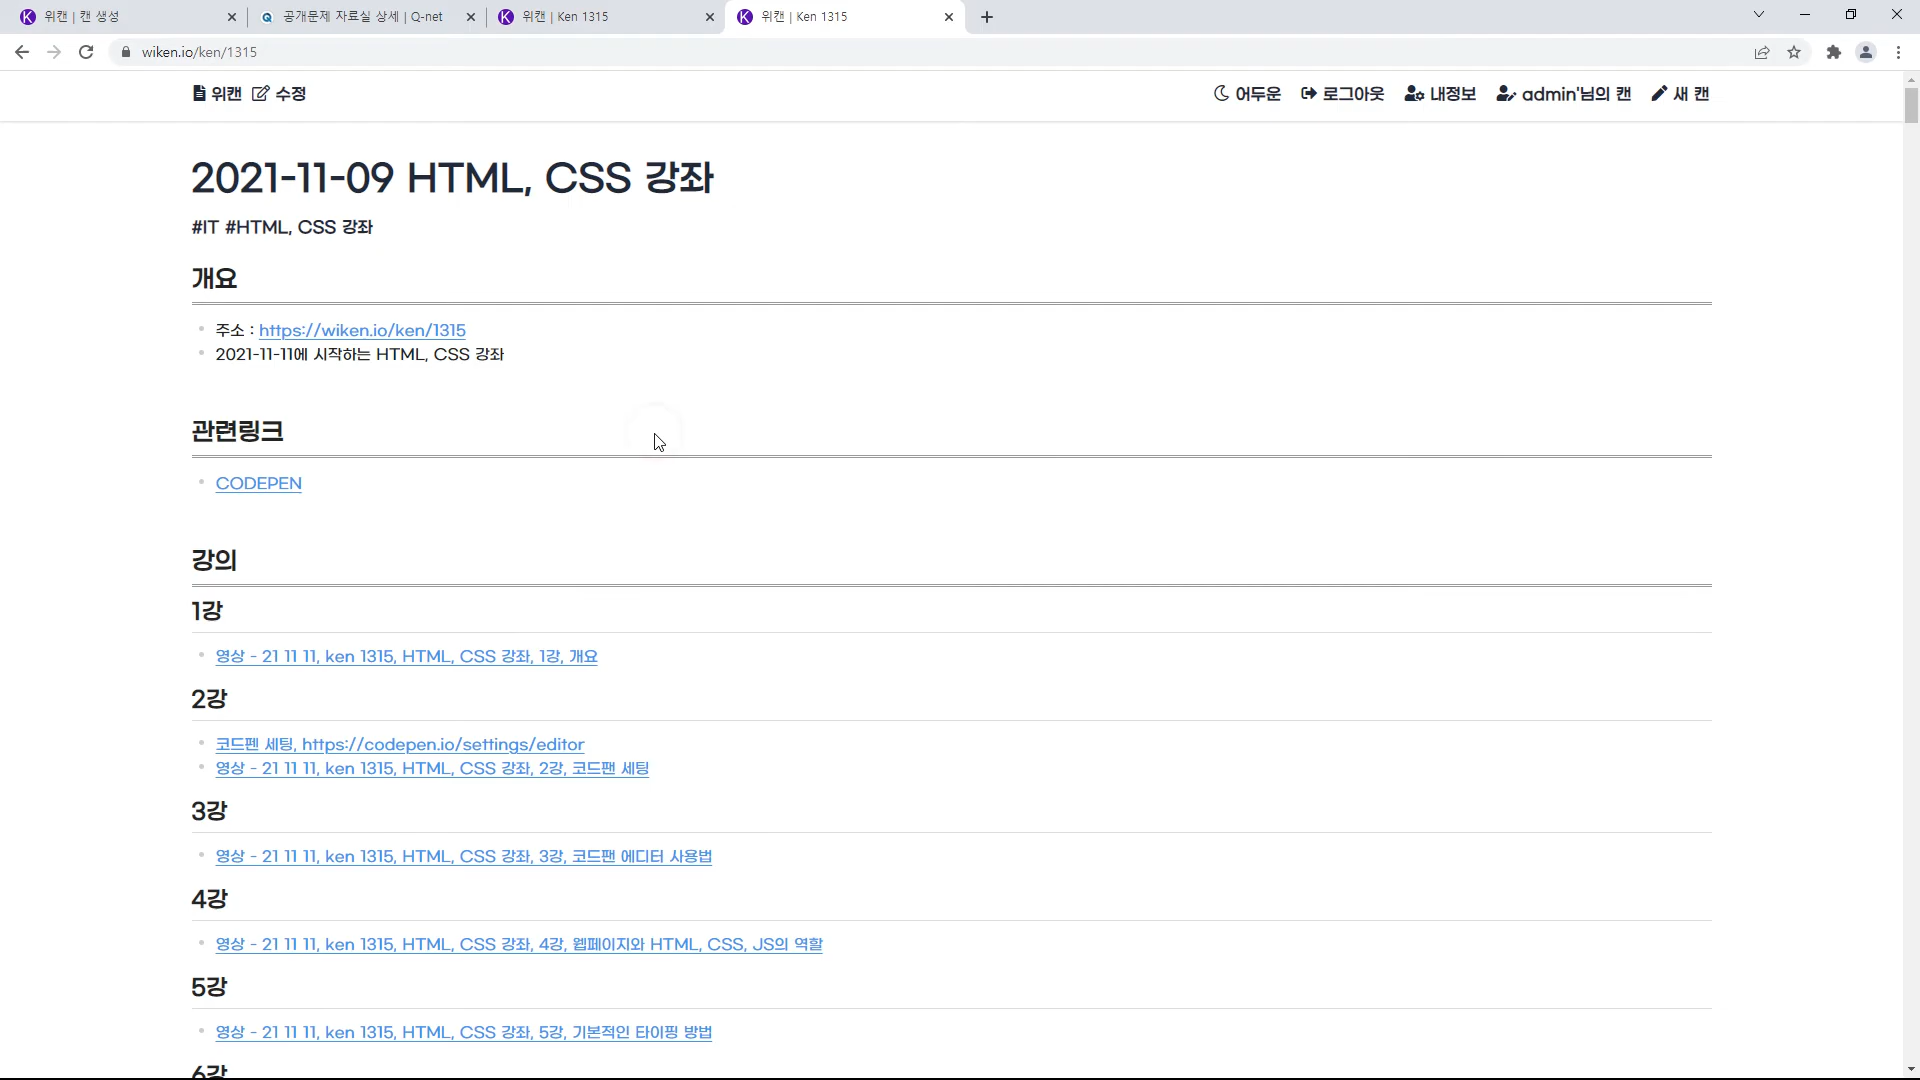 위캔 | 캔 생성
공개문제 자료실 상세 | Q-net
위캔 | Ken 1315
위캔 | Ken 1315
wiken.io/ken/1315
위캔 수정
어두운 로그아웃 내정보 admin'님의 캔 새 캔
2021-11-09 HTML, CSS 강좌
#IT #HTML, CSS 강좌
개요
주소 : https://wiken.io/ken/1315
2021-11-11에 시작하는 HTML, CSS 강좌
관련링크
CODEPEN
강의
1강
영상 - 21 11 11, ken 1315, HTML, CSS 강좌, 1강, 개요
2강
코드펜 세팅, https://codepen.io/settings/editor
영상 - 21 11 11, ken 1315, HTML, CSS 강좌, 2강, 코드팬 세팅
3강
영상 - 21 11 11, ken 1315, HTML, CSS 강좌, 3강, 코드팬 에디터 사용법
4강
영상 - 21 11 11, ken 1315, HTML, CSS 강좌, 4강, 웹페이지와 HTML, CSS, JS의 역할
5강
영상 - 21 11 11, ken 1315, HTML, CSS 강좌, 5강, 기본적인 타이핑 방법
6강